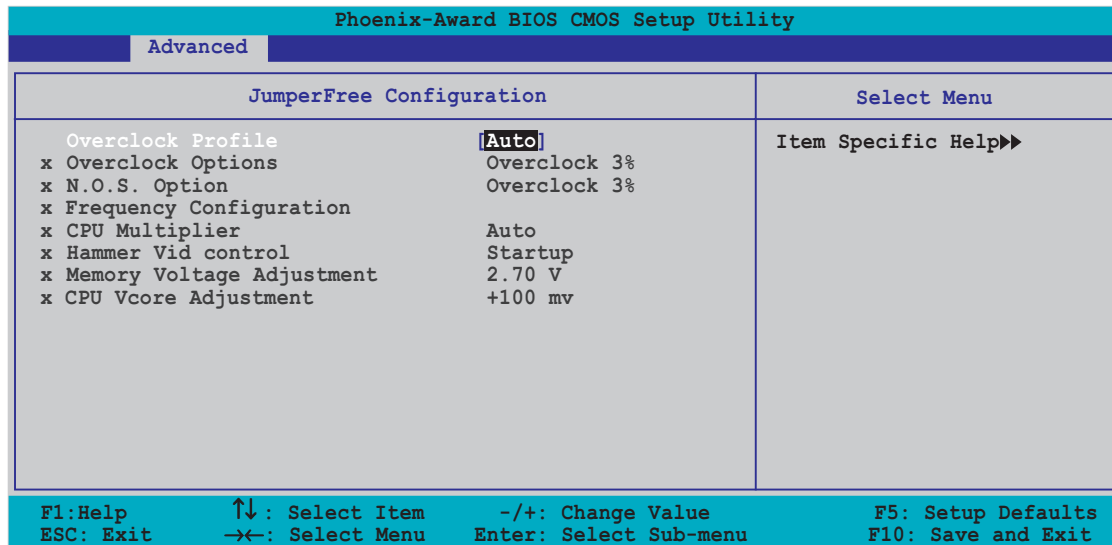 Phoenix-Award BIOS CMOS Setup Utility
Advanced
JumperFree Configuration
Select Menu
Overclock Profile [Auto]
x Overclock Options Overclock 3%
x N.O.S. Option Overclock 3%
x Frequency Configuration
x CPU Multiplier Auto
x Hammer Vid control Startup
x Memory Voltage Adjustment 2.70 V
x CPU Vcore Adjustment +100 mv
Item Specific Help▶▶
F1:Help ↑↓ : Select Item -/+: Change Value F5: Setup Defaults
ESC: Exit →←: Select Menu Enter: Select Sub-menu F10: Save and Exit